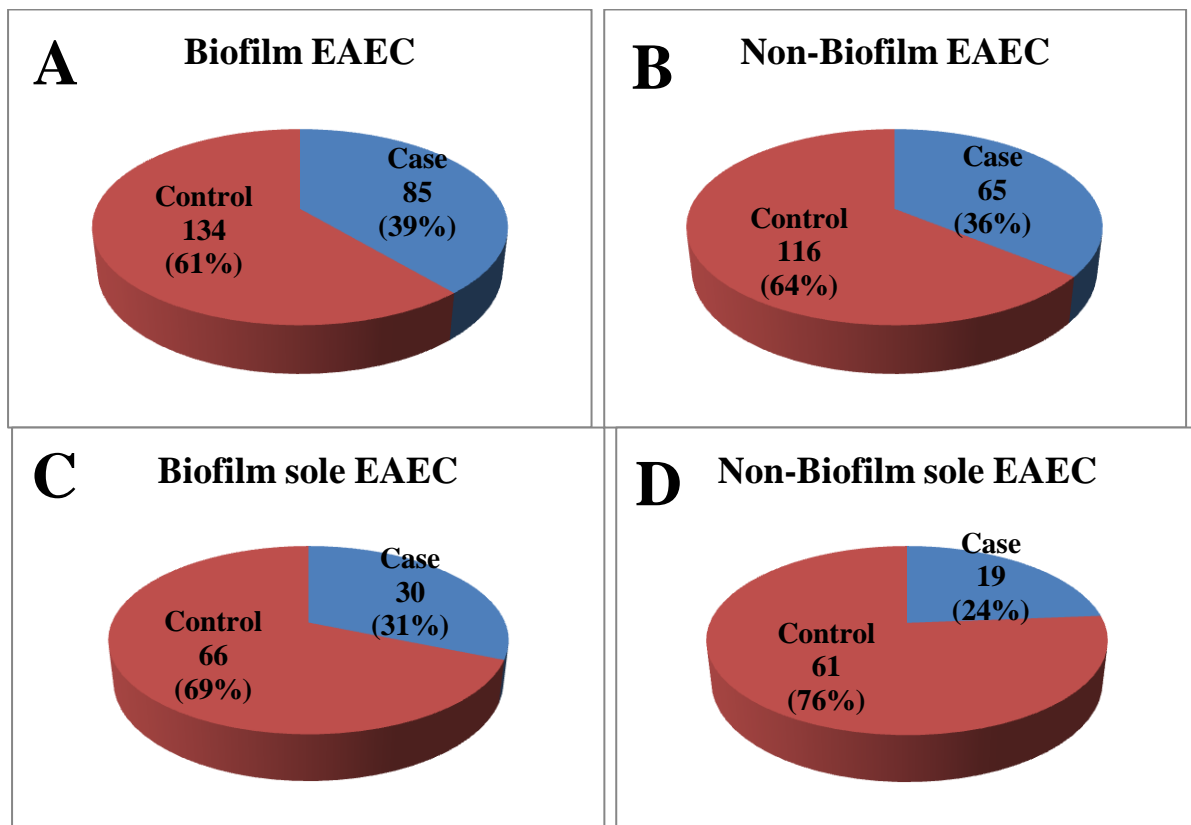 A
Biofilm EAEC
Case
85
(39%)
Control
134
(61%)
B
Non-Biofilm EAEC
Case
65
(36%)
Control
116
(64%)
C
Biofilm sole EAEC
Case
30
(31%)
Control
66
(69%)
D
Non-Biofilm sole EAEC
Case
19
(24%)
Control
61
(76%)